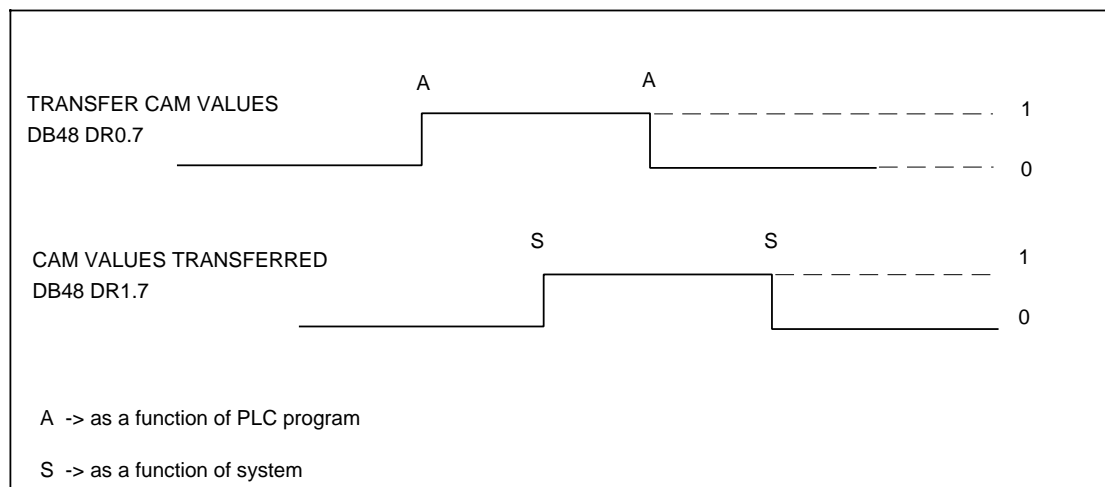 A A
TRANSFER CAM VALUES
1
DB48 DR0.7
0
S S
CAM VALUES TRANSFERRED
1
DB48 DR1.7
0
A -> as a function of PLC program
S -> as a function of system